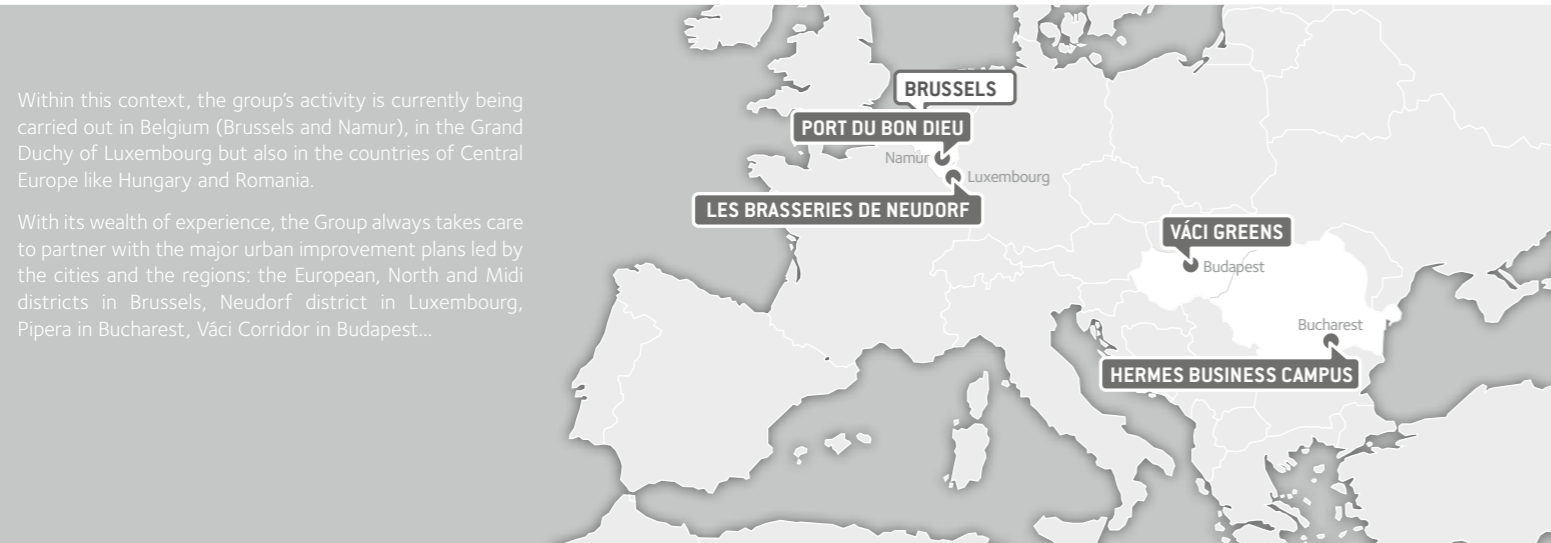 Within this context, the group's activity is currently being
carried out in Belgium (Brussels and Namur), in the Grand
Duchy of Luxembourg but also in the countries of Central
Europe like Hungary and Romania.
With its wealth of experience, the Group always takes care
to partner with the major urban improvement plans led by
the cities and the regions: the European, North and Midi
districts in Brussels, Neudorf district in Luxembourg,
Pipera in Bucharest, Váci Corridor in Budapest...
BRUSSELS
PORT DU BON DIEU
Namur
Luxembourg
LES BRASSERIES DE NEUDORF
VÁCI GREENS
Budapest
Bucharest
HERMES BUSINESS CAMPUS